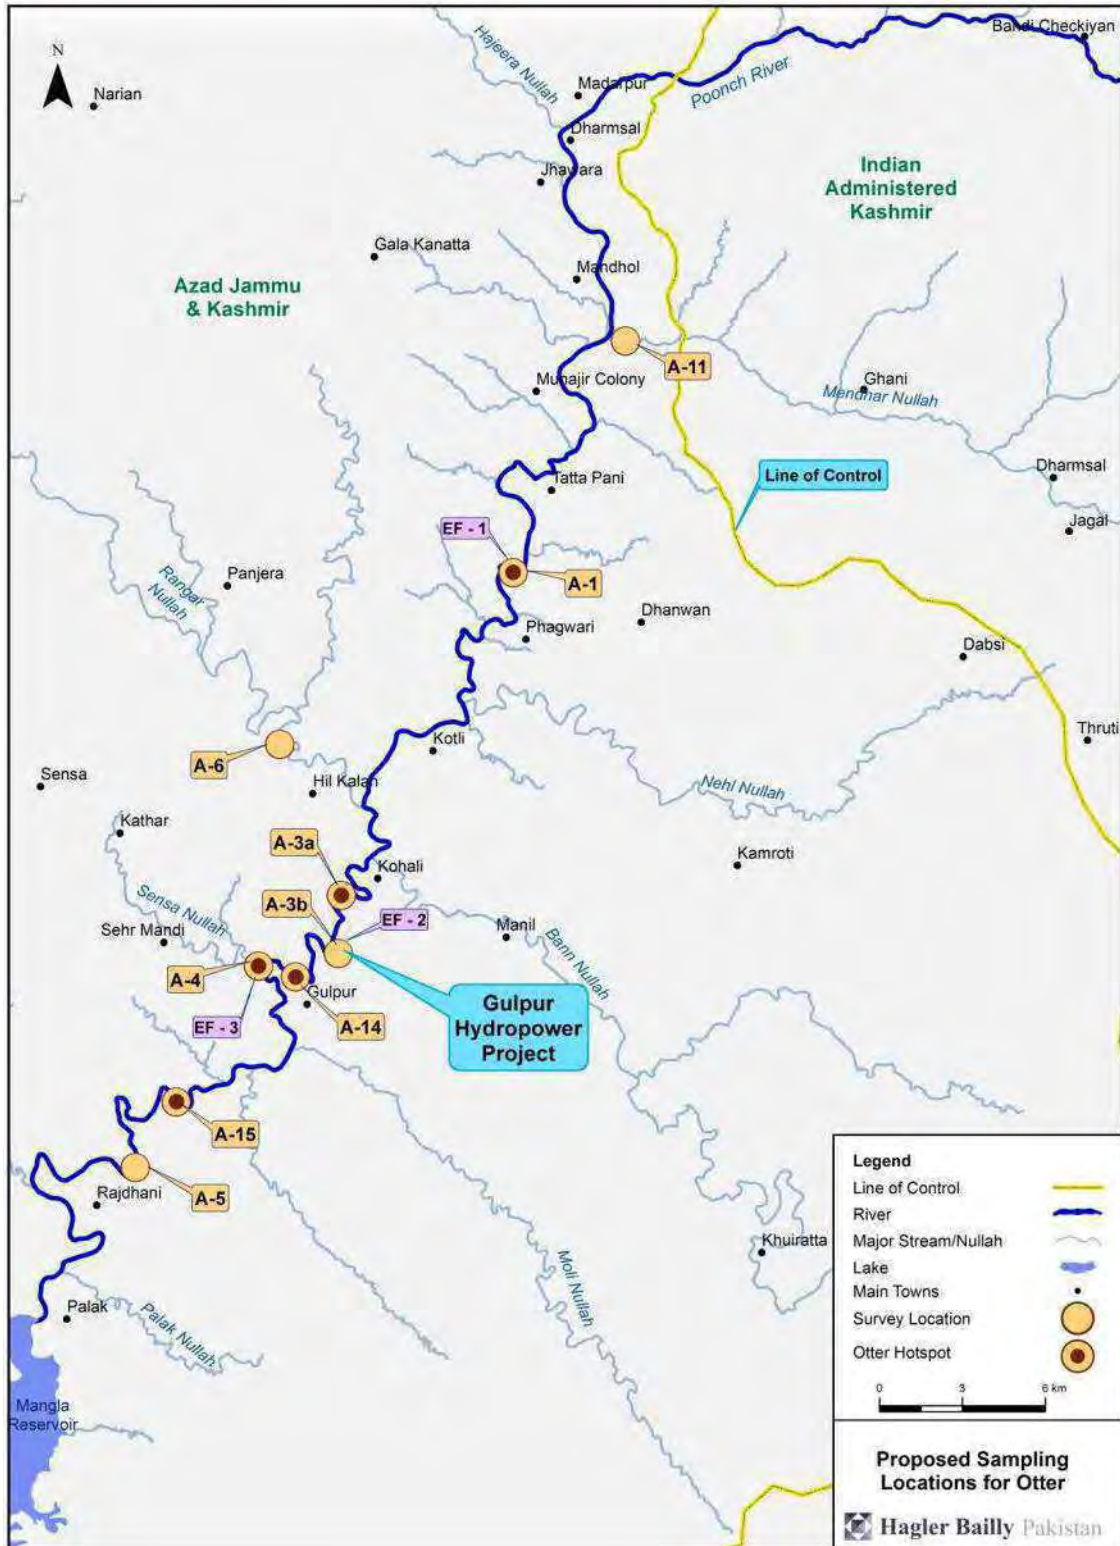 N
Narian
Hajeera Nullah
Madarpur
Poonch River
Bandi Checkiyan
Dharmsal
Jhawara
Indian
Administered
Kashmir
Gala Kanatta
Mandhol
Azad Jammu
& Kashmir
A-11
Munajir Colony
Ghani
Mendhar Nullah
Tatta Pani
Line of Control
Dharmsal
Jagal
EF - 1
A-1
Rangar
Nullah
Panjera
Phagwari
Dhanwan
Dabsi
A-6
Kotli
Thruti
Sensa
Hil Kalan
Nehl Nullah
Kathar
A-3a
Kohali
Kamroti
Sensa Nullah
A-3b
EF - 2
Sehr Mandi
Manil
Bann Nullah
A-4
Gulpur
EF - 3
A-14
Gulpur
Hydropower
Project
A-15
A-5
Rajdhani
Khuiratta
Moli Nullah
Palak
Palak Nullah
Mangla
Reservoir
Legend
Line of Control
River
Major Stream/Nullah
Lake
Main Towns
Survey Location
Otter Hotspot
0 3 6 km
Proposed Sampling
Locations for Otter
Hagler Bailly Pakistan